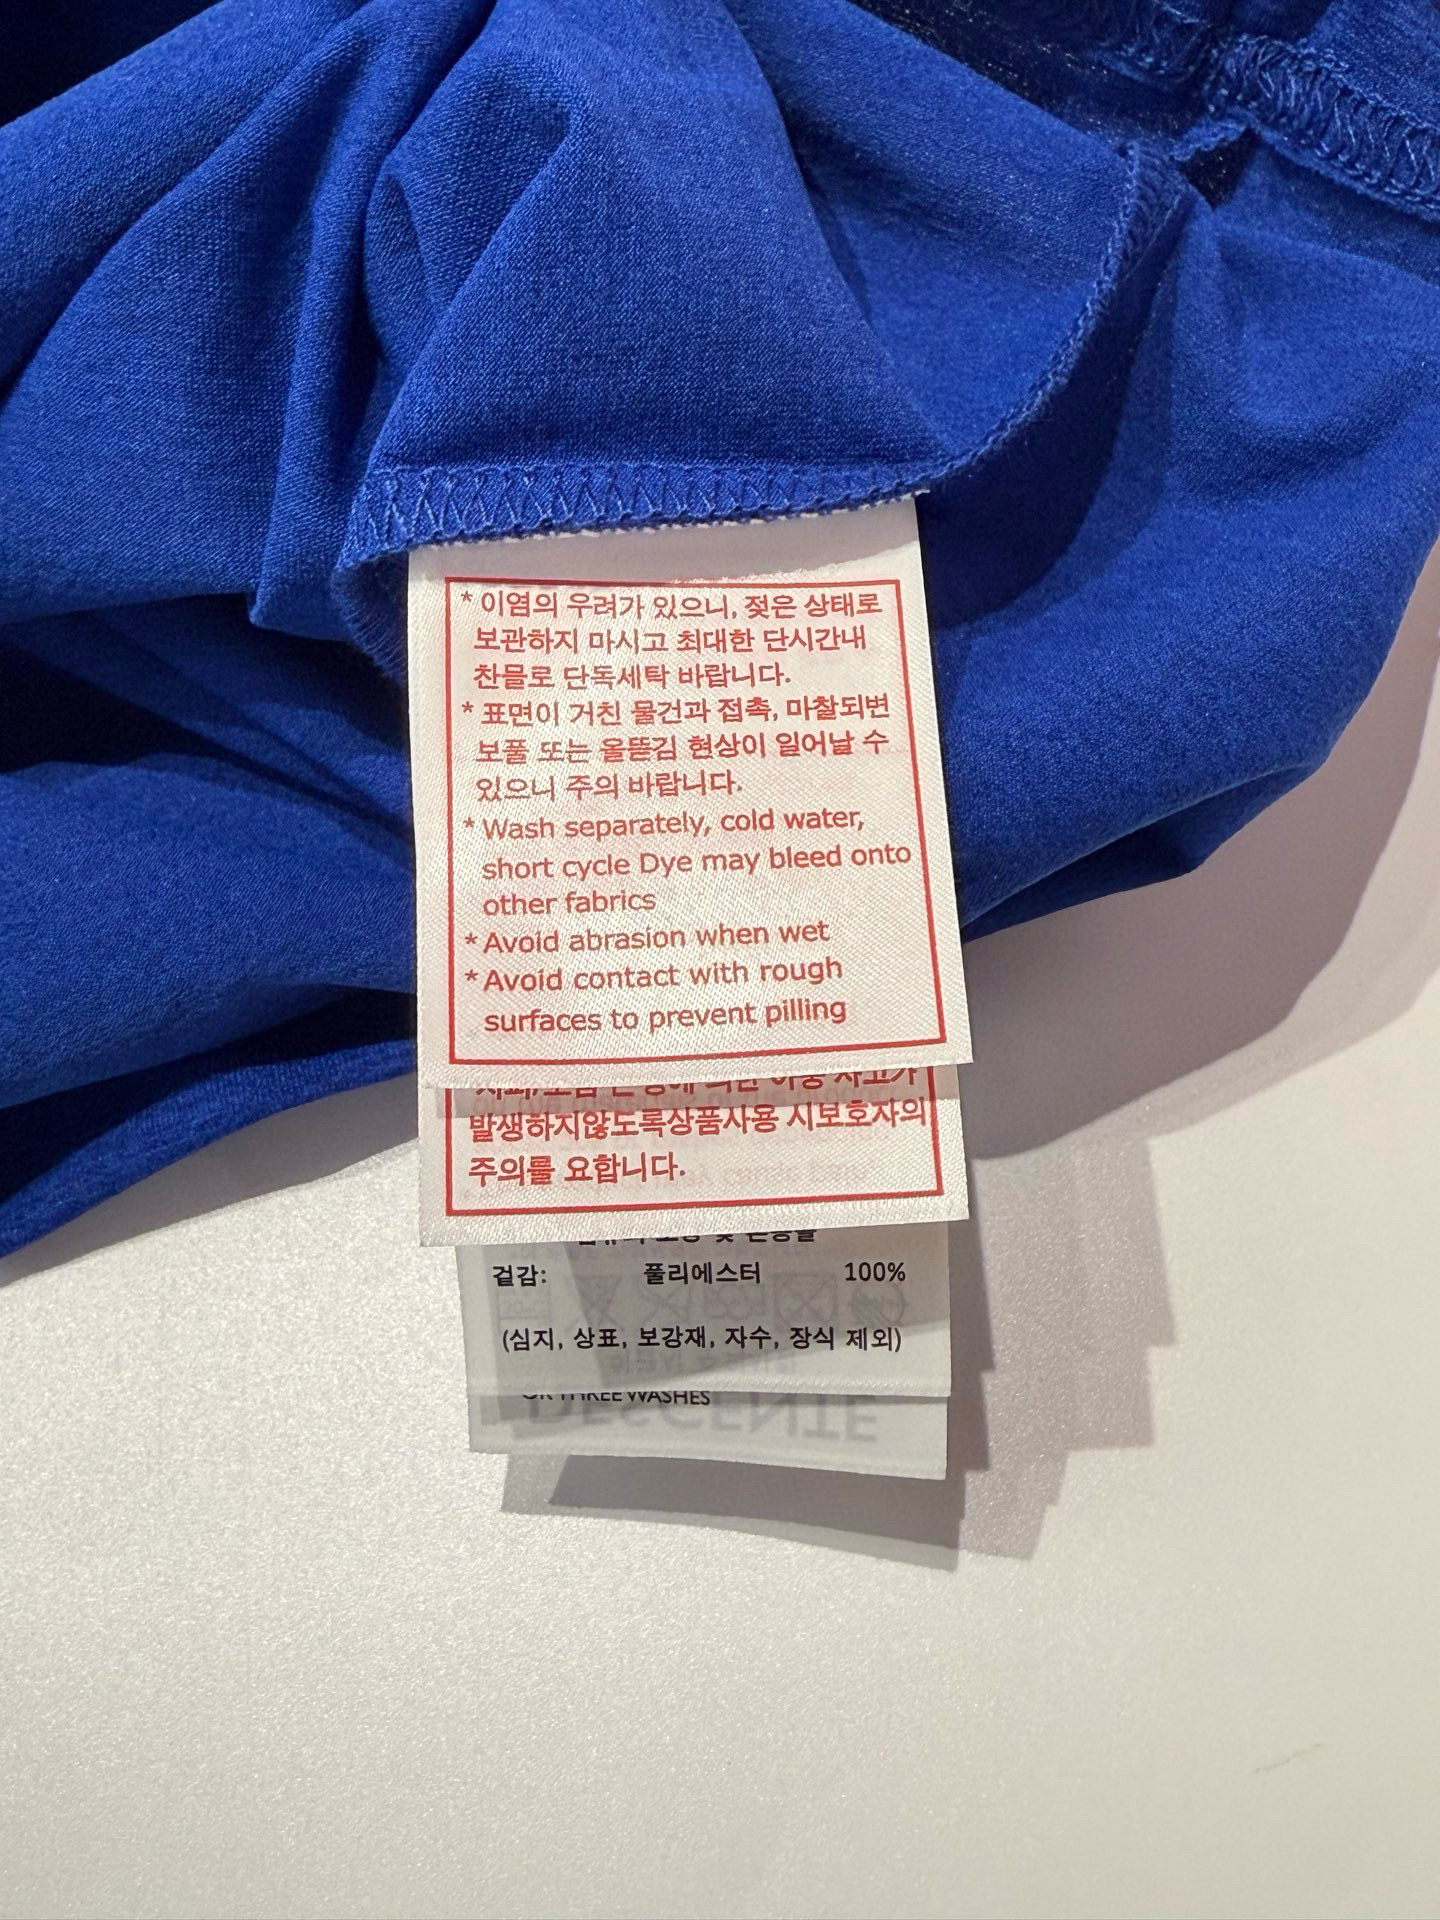 * 이염의 우려가 있으니, 젖은 상태로
보관하지 마시고 최대한 단시간내
찬물로 단독세탁 바랍니다.
* 표면이 거친 물건과 접촉, 마찰되변
보풀 또는 올뜯김 현상이 일어날 수
있으니 주의 바랍니다.
* Wash separately, cold water,
short cycle Dye may bleed onto
other fabrics
* Avoid abrasion when wet
* Avoid contact with rough
surfaces to prevent pilling
발생하지않도록상품사용 시보호자의
주의를 요합니다.
겉감: 폴리에스터 100%
(심지, 상표, 보강재, 자수, 장식 제외)
OR THREE WASHES
DESCENTE